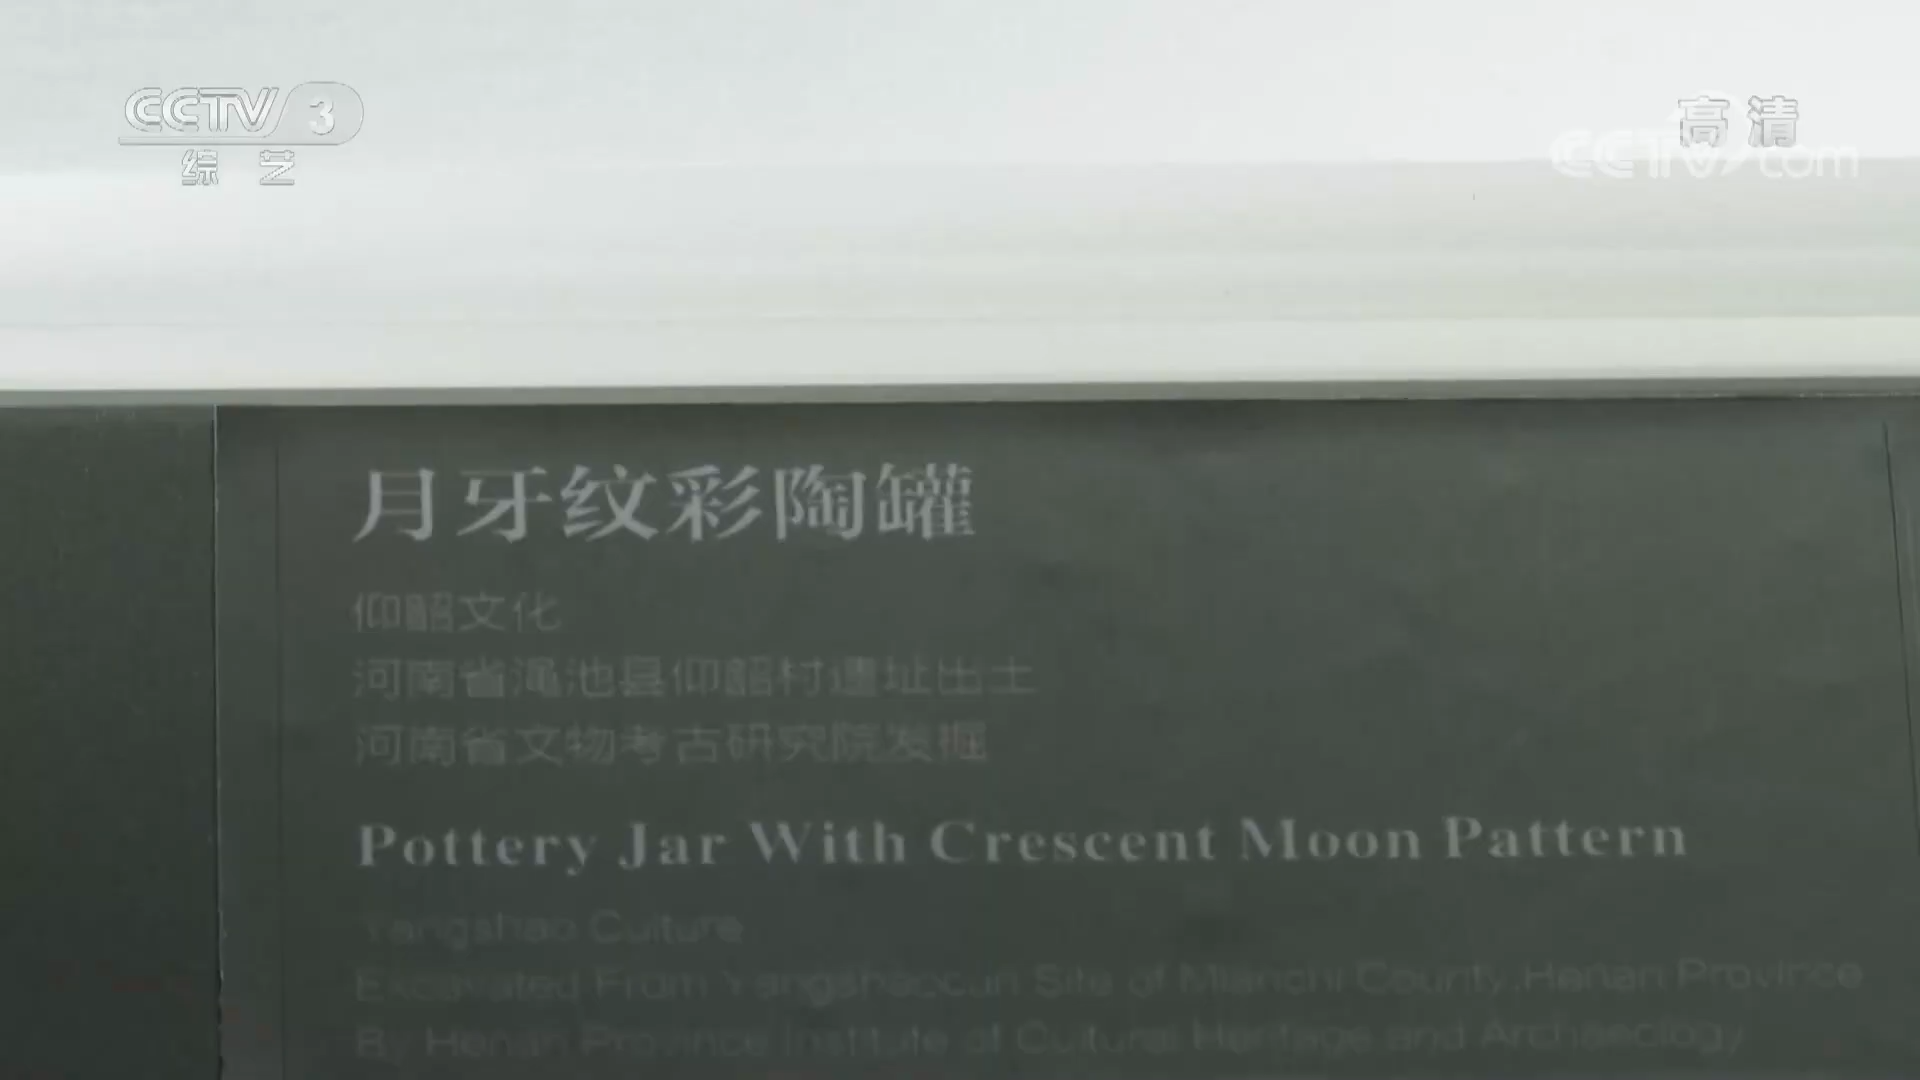 CCTV 3
综艺
高清
CCTV.com
月牙纹彩陶罐
仰韶文化
河南省渑池县仰韶村遗址出土
河南省文物考古研究院发掘
Pottery Jar With Crescent Moon Pattern
Yangshao Culture
Excavated From Yangshaocun Site of Mianchi County, Henan Province
By Henan Province Institute of Cultural Heritage and Archaeology